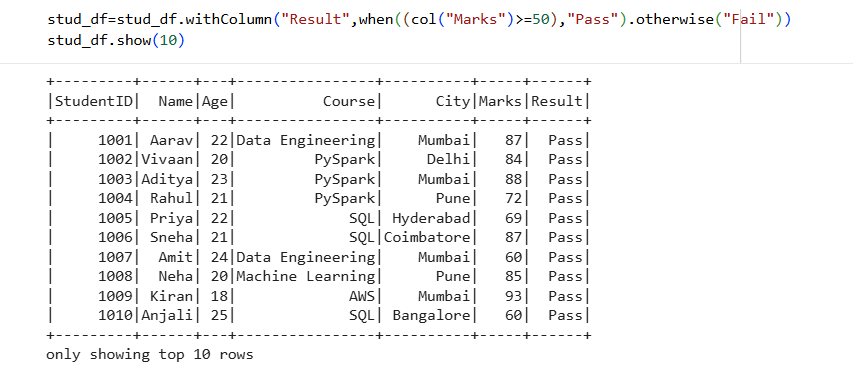 stud_df=stud_df.withColumn("Result",when((col("Marks")>=50),"Pass").otherwise("Fail"))
stud_df.show(10)
+---------+------+---+----------------+----------+-----+------+
|StudentID|  Name|Age|          Course|      City|Marks|Result|
+---------+------+---+----------------+----------+-----+------+
|     1001| Aarav| 22|Data Engineering|    Mumbai|   87|  Pass|
|     1002|Vivaan| 20|         PySpark|     Delhi|   84|  Pass|
|     1003|Aditya| 23|         PySpark|    Mumbai|   88|  Pass|
|     1004| Rahul| 21|         PySpark|      Pune|   72|  Pass|
|     1005| Priya| 22|             SQL| Hyderabad|   69|  Pass|
|     1006| Sneha| 21|             SQL|Coimbatore|   87|  Pass|
|     1007|  Amit| 24|Data Engineering|    Mumbai|   60|  Pass|
|     1008|  Neha| 20|Machine Learning|      Pune|   85|  Pass|
|     1009| Kiran| 18|             AWS|    Mumbai|   93|  Pass|
|     1010|Anjali| 25|             SQL| Bangalore|   60|  Pass|
+---------+------+---+----------------+----------+-----+------+
only showing top 10 rows